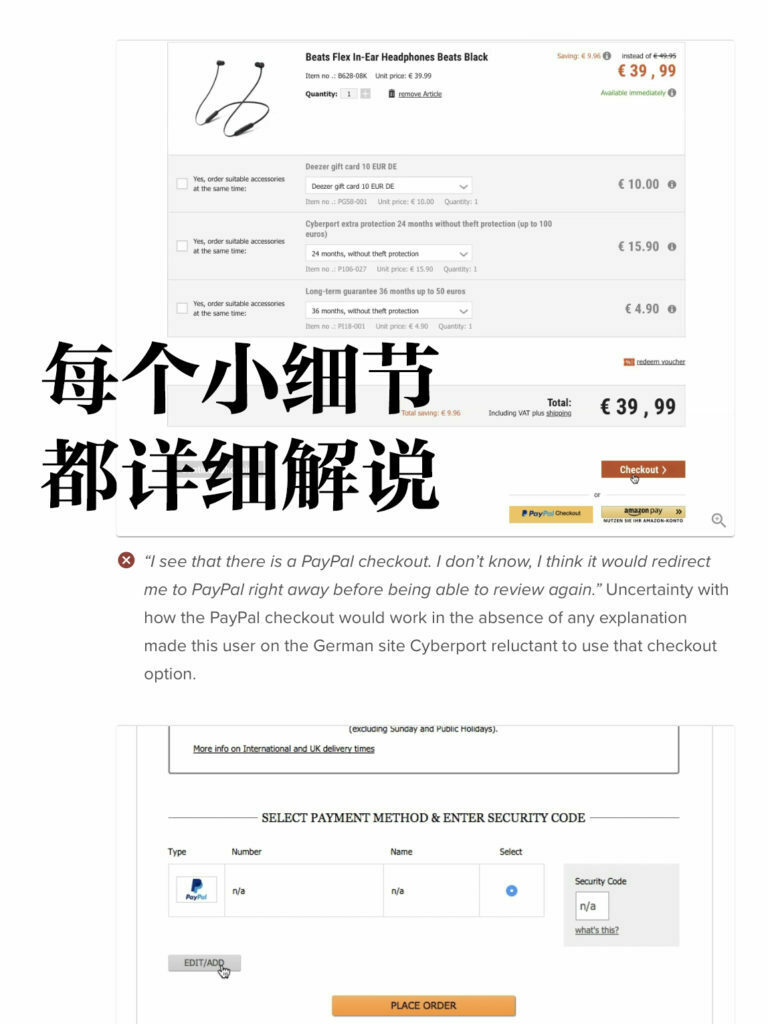 Beats Flex In-Ear Headphones Beats Black
Saving: € 9.96 instead of € 49.95
€ 39 , 99
Item no .: B628-08K Unit price: € 39.99
Quantity: 1 + remove Article
Available immediately
Deezer gift card 10 EUR DE
Yes, order suitable accessories
at the same time:
Deezer gift card 10 EUR DE
€ 10.00
Item no .: PG58-001 Unit price: € 10.00 Quantity: 1
Cyberport extra protection 24 months without theft protection (up to 100
euros)
Yes, order suitable accessories
at the same time:
24 months, without theft protection
€ 15.90
Item no .: P106-027 Unit price: € 15.90 Quantity: 1
Long-term guarantee 36 months up to 50 euros
Yes, order suitable accessories
at the same time:
36 months, without theft protection
€ 4.90
Item no .: PI18-001 Unit price: € 4.90 Quantity: 1
redeem voucher
每个小细节
Total saving: € 9.96
Total:
Including VAT plus shipping
€ 39 , 99
都详细解说
Checkout
or
PayPal Checkout
amazon pay
NUTZEN SIE IHR AMAZON-KONTO
“I see that there is a PayPal checkout. I don’t know, I think it would redirect
me to PayPal right away before being able to review again.” Uncertainty with
how the PayPal checkout would work in the absence of any explanation
made this user on the German site Cyberport reluctant to use that checkout
option.
(excluding Sunday and Public Holidays).
More info on International and UK delivery times
SELECT PAYMENT METHOD & ENTER SECURITY CODE
Type Number Name Select
PayPal n/a n/a
Security Code
n/a
what's this?
EDIT/ADD
PLACE ORDER